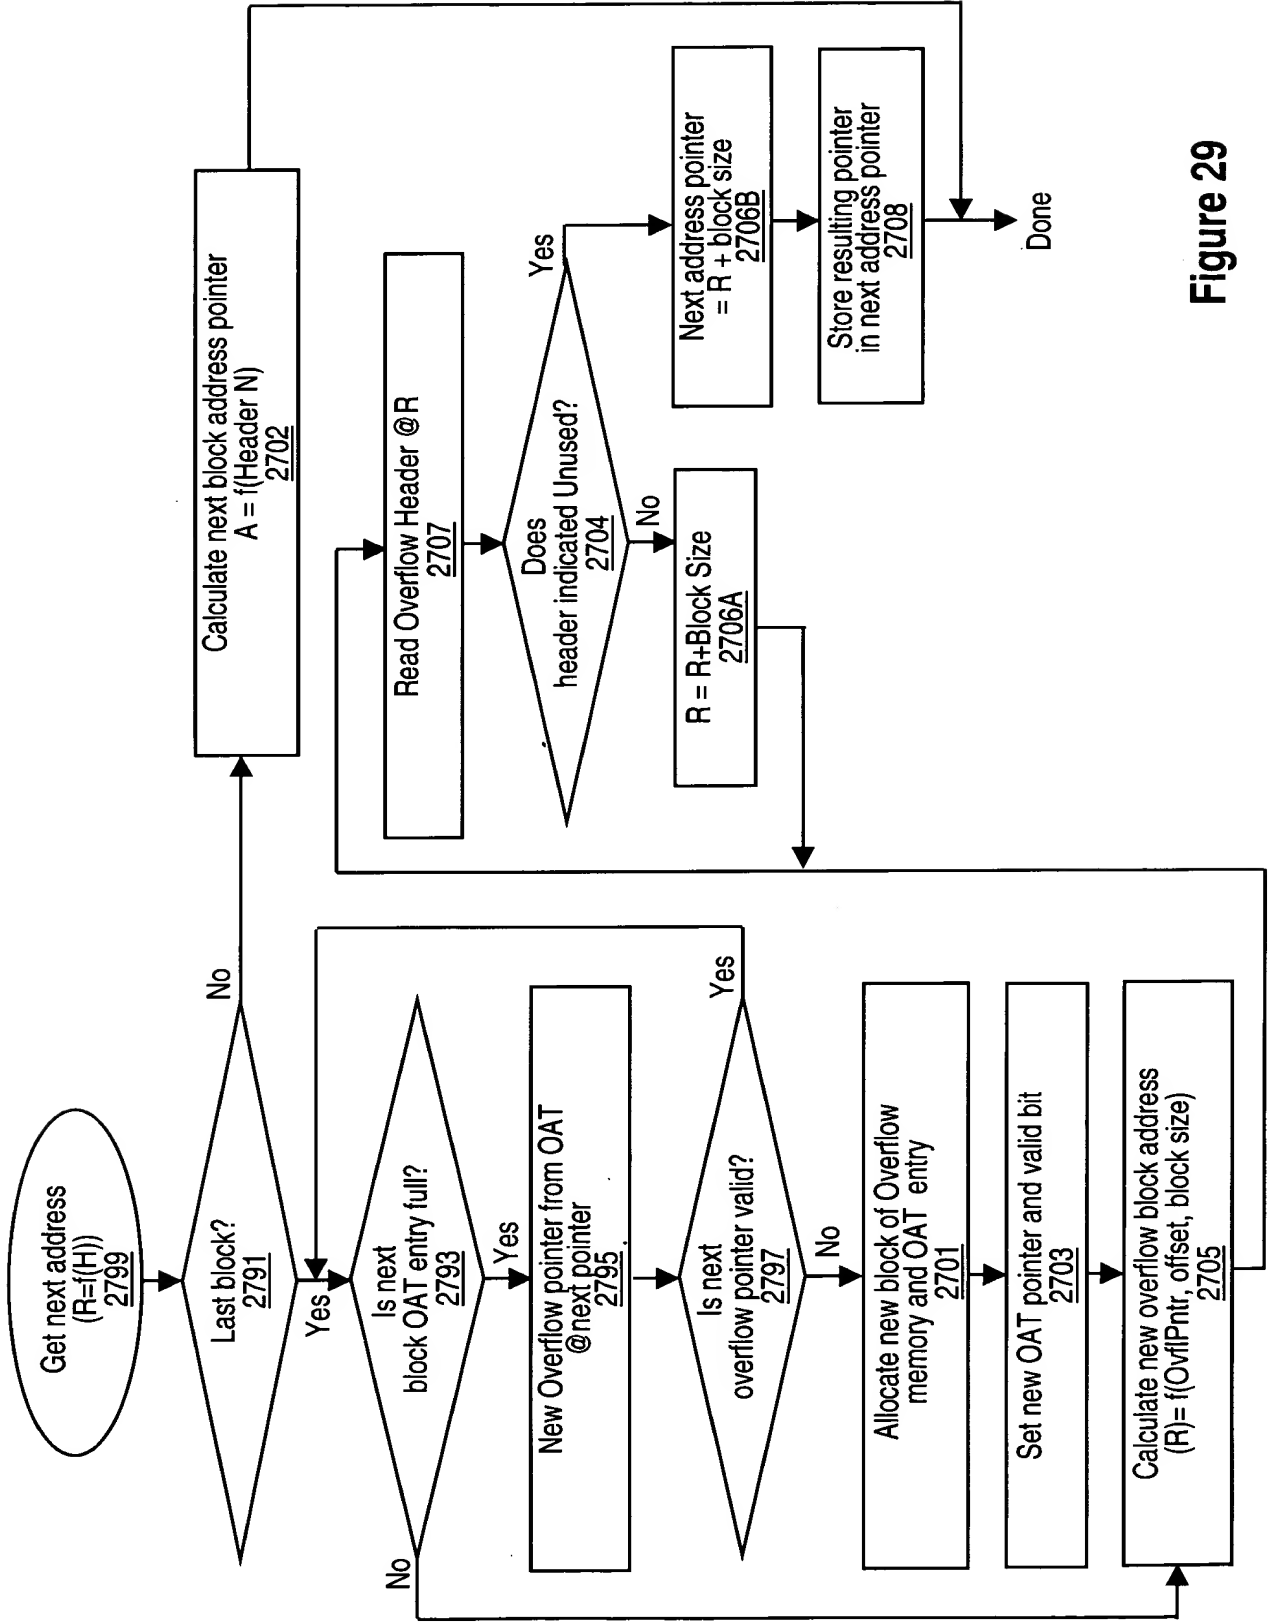 Get next address
(R=f(H))
2799
Last block?
2791
No
Yes
Calculate next block address pointer
A = f(Header N)
2702
Is next
block OAT entry full?
2793
No
Yes
New Overflow pointer from OAT
@next pointer
2795
Is next
overflow pointer valid?
2797
Yes
No
Allocate new block of Overflow
memory and OAT entry
2701
Set new OAT pointer and valid bit
2703
Calculate new overflow block address
(R)= f(OvflPntr, offset, block size)
2705
Read Overflow Header @R
2707
Does
header indicated Unused?
2704
Yes
No
R = R+Block Size
2706A
Next address pointer
= R + block size
2706B
Store resulting pointer
in next address pointer
2708
Done
Figure 29